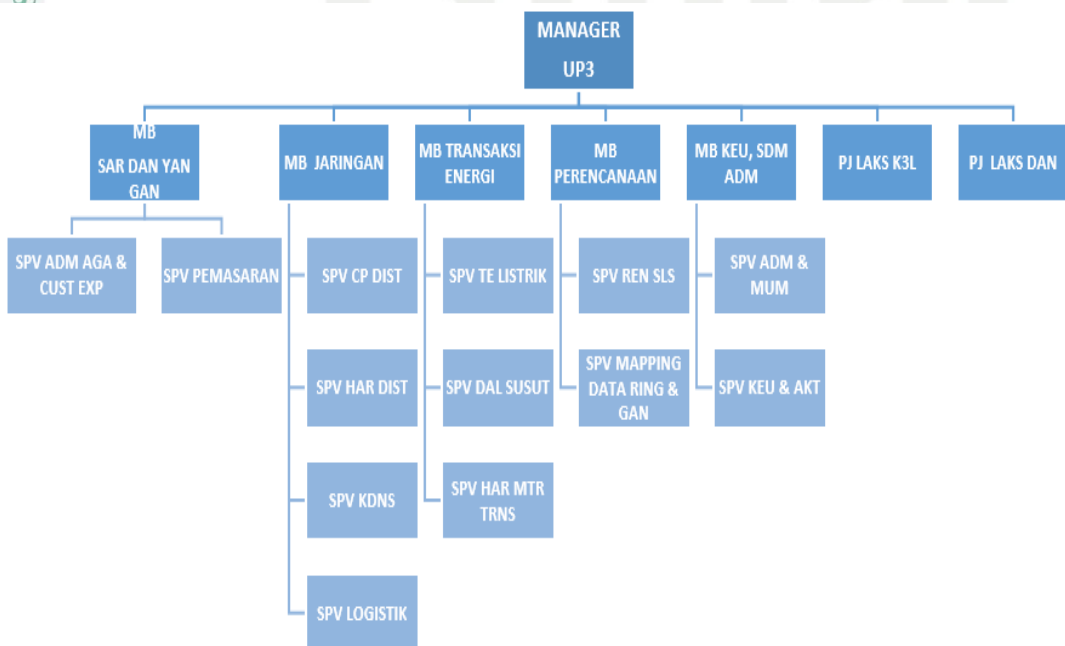 MANAGER
UP3
MB
SAR DAN YAN
GAN
MB JARINGAN
MB TRANSAKSI
ENERGI
MB
PERENCANAAN
MB KEU, SDM
ADM
PJ LAKS K3L
PJ LAKS DAN
SPV ADM AGA &
CUST EXP
SPV PEMASARAN
SPV CP DIST
SPV TE LISTRIK
SPV REN SLS
SPV ADM &
MUM
SPV HAR DIST
SPV DAL SUSUT
SPV MAPPING
DATA RING &
GAN
SPV KEU & AKT
SPV KDNS
SPV HAR MTR
TRNS
SPV LOGISTIK